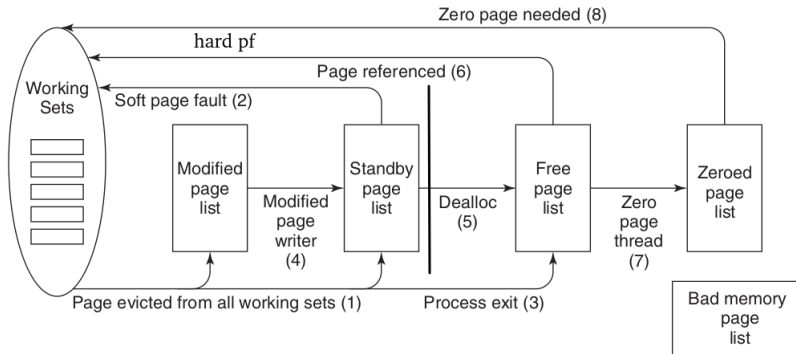 Zero page needed (8)
hard pf
Page referenced (6)
Working
Sets
Soft page fault (2)
Modified
page
list
Modified
page
writer
(4)
Standby
page
list
Dealloc
(5)
Free
page
list
Zero
page
thread
(7)
Zeroed
page
list
Page evicted from all working sets (1)
Process exit (3)
Bad memory
page
list